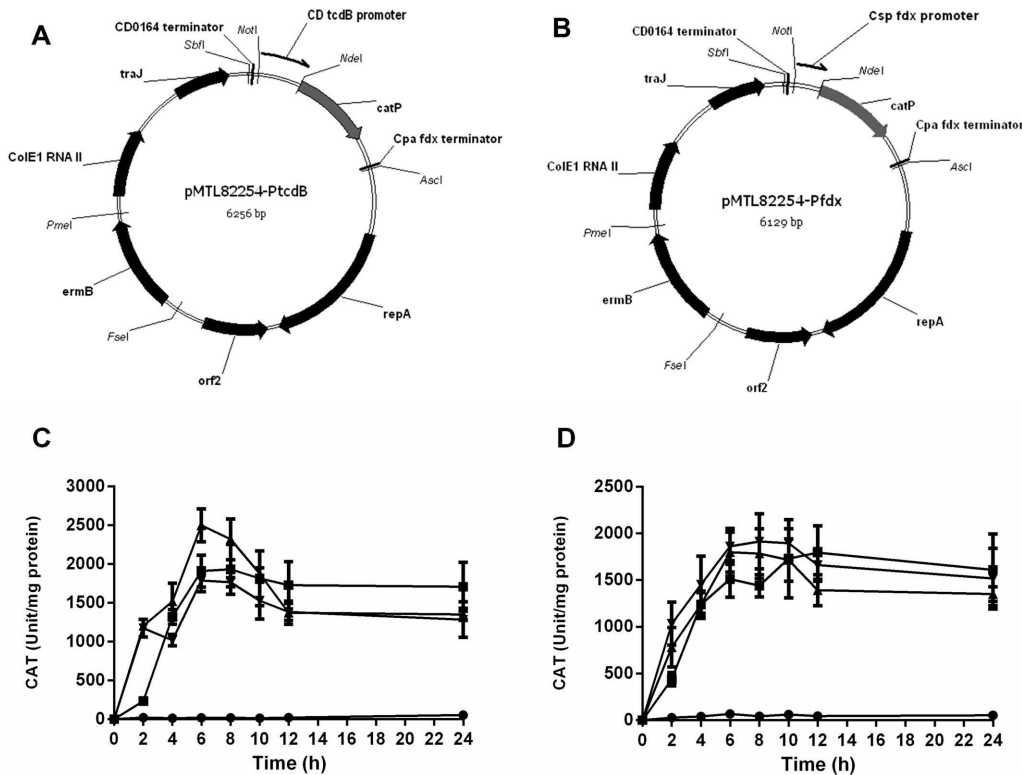 A
CD tcdB promoter
CD0164 terminator
NotI
SbfI
NdeI
traJ
catP
Cpa fdx terminator
ColE1 RNA II
AscI
pMTL82254-PtcdB
6256 bp
PmeI
ermB
repA
FseI
orf2
B
Csp fdx promoter
CD0164 terminator
NotI
SbfI
NdeI
traJ
catP
Cpa fdx terminator
ColE1 RNA II
AscI
pMTL82254-Pfdx
6129 bp
PmeI
ermB
repA
FseI
orf2
C
CAT (Unit/mg protein)
3000
2500
2000
1500
1000
500
0
0 2 4 6 8 10 12 14 16 18 20 22 24
Time (h)
D
CAT (Unit/mg protein)
2500
2000
1500
1000
500
0
0 2 4 6 8 10 12 14 16 18 20 22 24
Time (h)